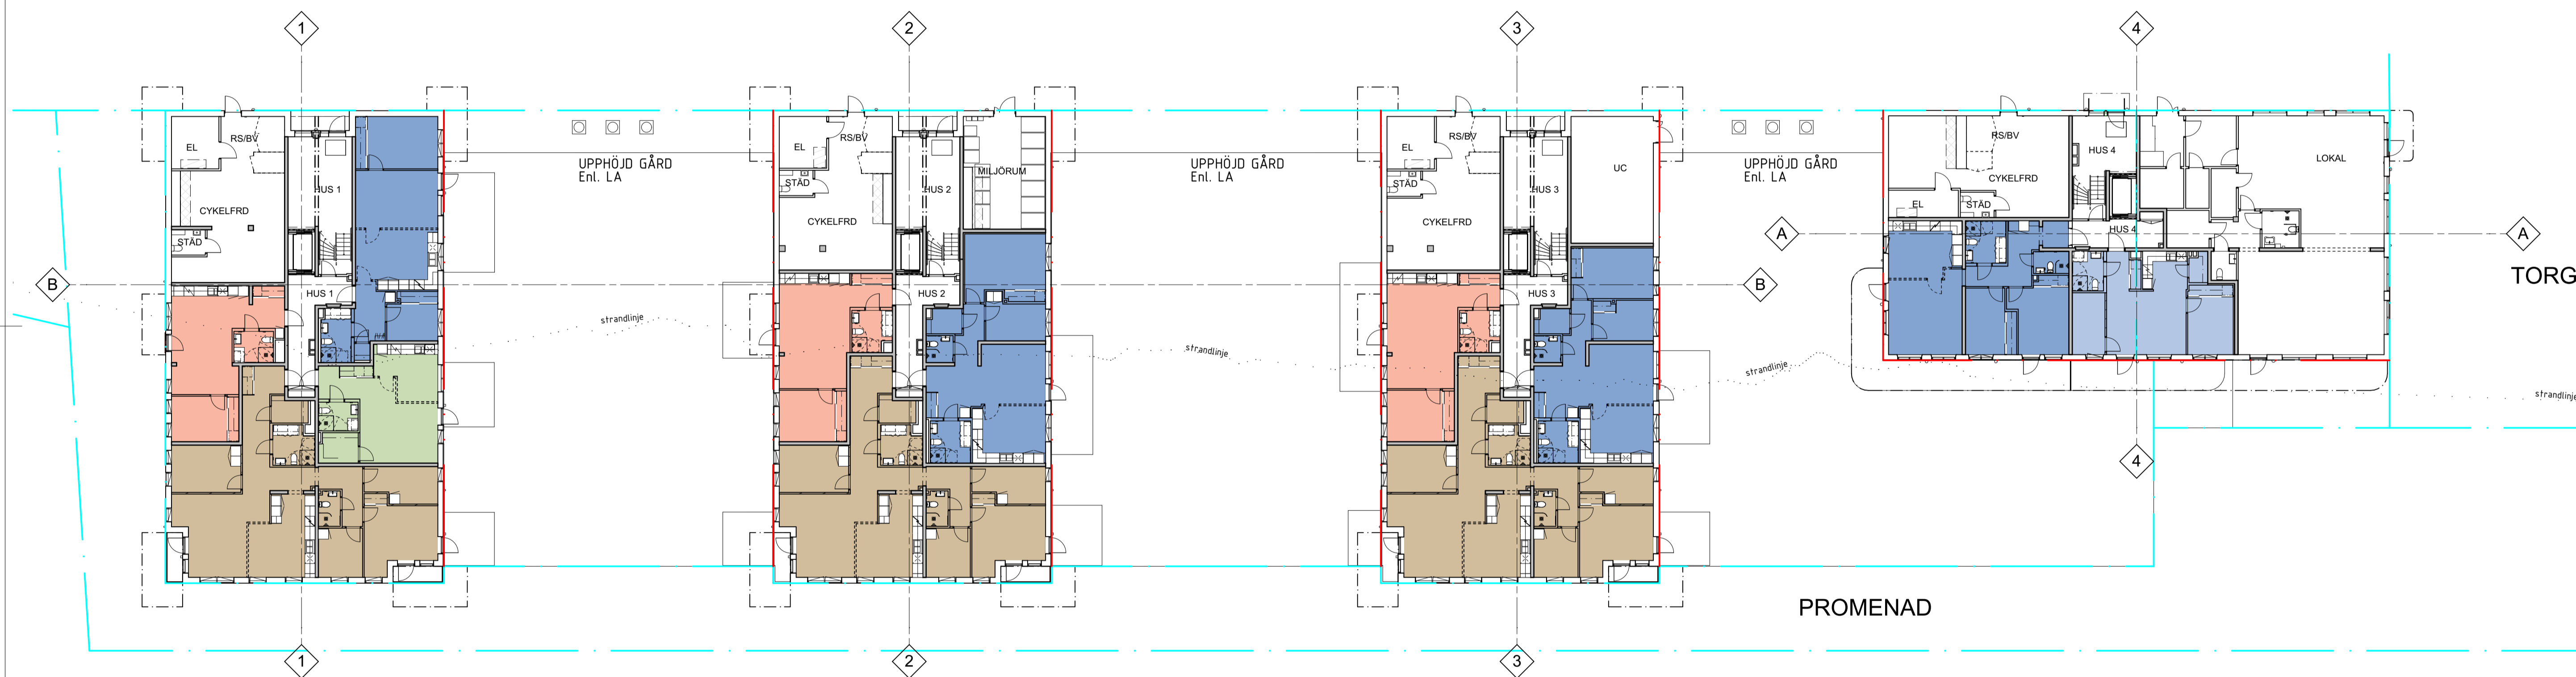 1
2
3
4
EL
RS/BV
HUS 1
CYKELFRD
STÄD
HUS 1
UPPHÖJD GÅRD
Enl. LA
strandlinje
EL
RS/BV
STÄD
CYKELFRD
HUS 2
MILJÖRUM
HUS 2
UPPHÖJD GÅRD
Enl. LA
strandlinje
EL
RS/BV
STÄD
CYKELFRD
HUS 3
UC
HUS 3
UPPHÖJD GÅRD
Enl. LA
strandlinje
RS/BV
CYKELFRD
EL
STÄD
HUS 4
HUS 4
LOKAL
A
A
B
B
TORG
strandlinje
4
PROMENAD
1
2
3